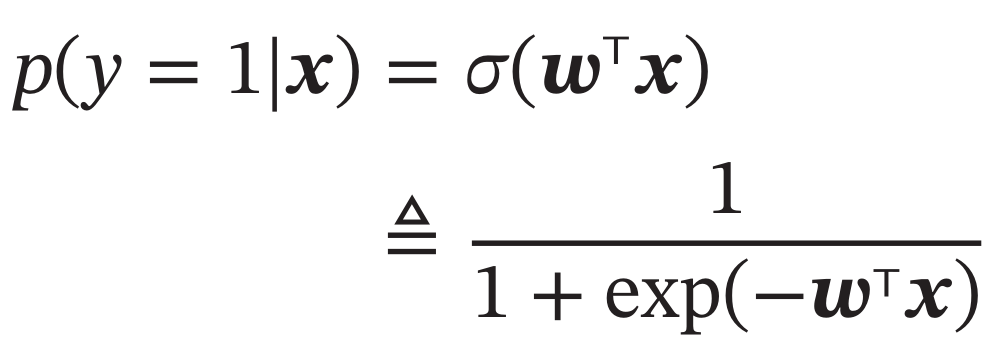 p(y = 1|x) = σ(w⊤x)
≜ 1 / (1 + exp(−w⊤x))